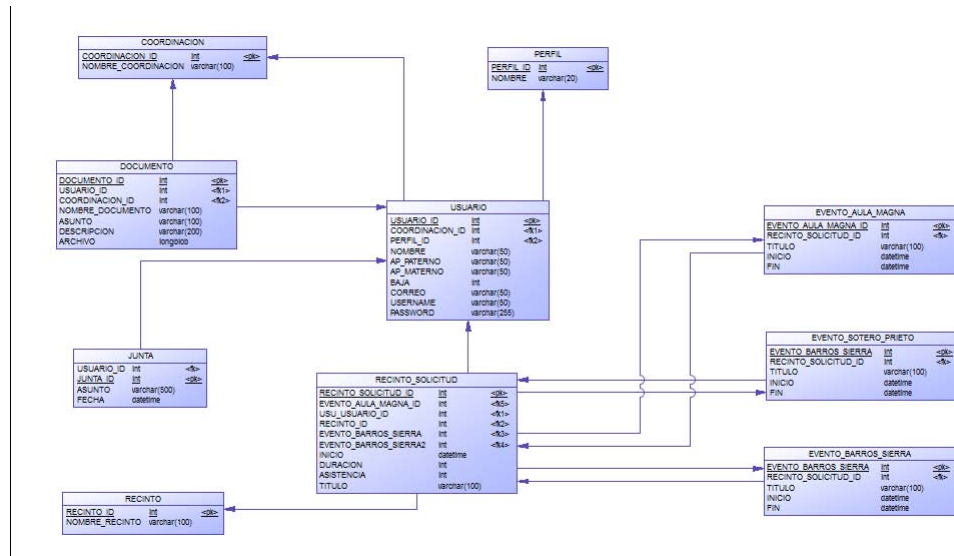 COORDINACION
COORDINACION_ID int <pk>
NOMBRE_COORDINACION varchar(100)
PERFIL
PERFIL_ID int <pk>
NOMBRE varchar(20)
DOCUMENTO
DOCUMENTO_ID int <pk>
USUARIO_ID int <fk1>
COORDINACION_ID int <fk2>
NOMBRE_DOCUMENTO varchar(100)
ASUNTO varchar(100)
DESCRIPCION varchar(200)
ARCHIVO longblob
USUARIO
USUARIO_ID int <pk>
COORDINACION_ID int <fk1>
PERFIL_ID int <fk2>
NOMBRE varchar(50)
AP_PATERNO varchar(50)
AP_MATERNO varchar(50)
BAJA int
CORREO varchar(50)
USERNAME varchar(50)
PASSWORD varchar(255)
EVENTO_AULA_MAGNA
EVENTO_AULA_MAGNA_ID int <pk>
RECINTO_SOLICITUD_ID int <fk>
TITULO varchar(100)
INICIO datetime
FIN datetime
JUNTA
USUARIO_ID int <fk>
JUNTA_ID int <pk>
ASUNTO varchar(500)
FECHA datetime
RECINTO_SOLICITUD
RECINTO_SOLICITUD_ID int <pk>
EVENTO_AULA_MAGNA_ID int <fk5>
USU_USUARIO_ID int <fk1>
RECINTO_ID int <fk2>
EVENTO_BARROS_SIERRA int <fk3>
EVENTO_BARROS_SIERRA2 int <fk4>
INICIO datetime
DURACION int
ASISTENCIA int
TITULO varchar(100)
EVENTO_SOTERO_PRIETO
EVENTO_BARROS_SIERRA int <pk>
RECINTO_SOLICITUD_ID int <fk>
TITULO varchar(100)
INICIO datetime
FIN datetime
EVENTO_BARROS_SIERRA
EVENTO_BARROS_SIERRA int <pk>
RECINTO_SOLICITUD_ID int <fk>
TITULO varchar(100)
INICIO datetime
FIN datetime
RECINTO
RECINTO_ID int <pk>
NOMBRE_RECINTO varchar(100)